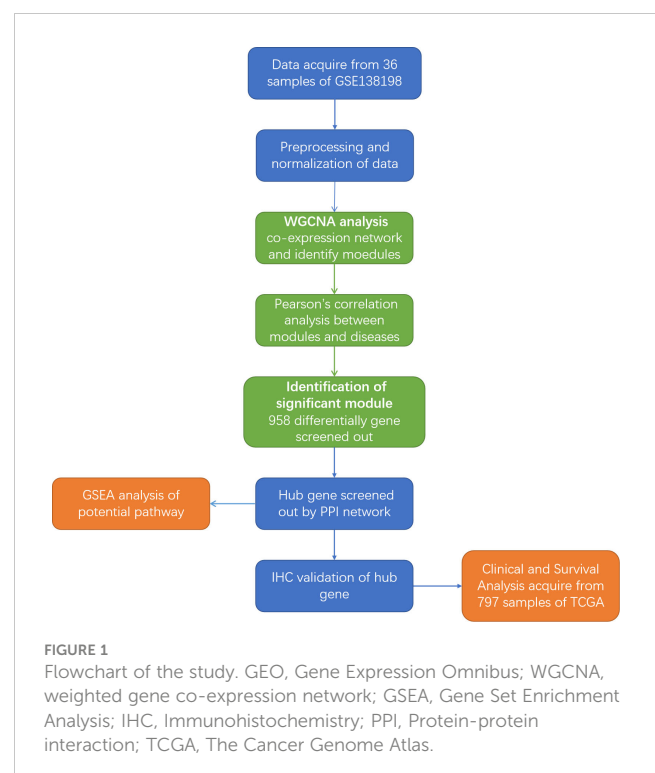 Data acquire from 36
samples of GSE138198
Preprocessing and
normalization of data
WGCNA analysis
co-expression network
and identify moedules
Pearson's correlation
analysis between
modules and diseases
Identification of
significant module
958 differentially gene
screened out
GSEA analysis of
potential pathway
Hub gene screened
out by PPI network
IHC validation of hub
gene
Clinical and Survival
Analysis acquire from
797 samples of TCGA
FIGURE 1
Flowchart of the study. GEO, Gene Expression Omnibus; WGCNA,
weighted gene co-expression network; GSEA, Gene Set Enrichment
Analysis; IHC, Immunohistochemistry; PPI, Protein-protein
interaction; TCGA, The Cancer Genome Atlas.